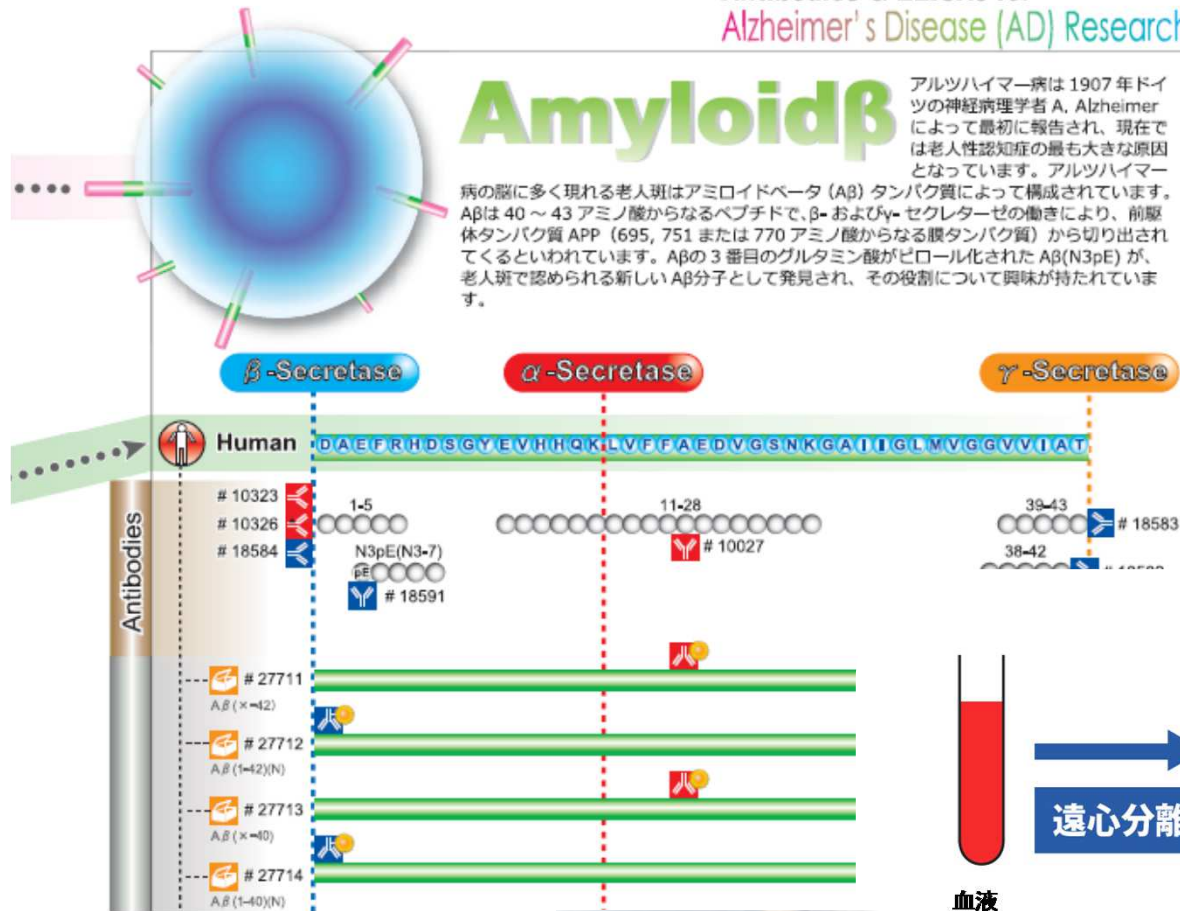 Alzheimer's Disease (AD) Research
Amyloidβ
アルツハイマー病は 1907 年ドイ
ツの神経病理学者 A. Alzheimer
によって最初に報告され、現在で
は老人性認知症の最も大きな原因
となっています。アルツハイマー
病の脳に多く現れる老人斑はアミロイドベータ (Aβ) タンパク質によって構成されています。
Aβは 40 ～ 43 アミノ酸からなるペプチドで、β- およびγ- セクレターゼの働きにより、前駆
体タンパク質 APP（695, 751 または 770 アミノ酸からなる膜タンパク質）から切り出され
てくるといわれています。Aβの 3 番目のグルタミン酸がピロール化された Aβ(N3pE) が、
老人斑で認められる新しい Aβ分子として発見され、その役割について興味が持たれていま
す。
β-Secretase
α-Secretase
γ-Secretase
Human
DAEFRHDSGYEVHHQKLVFFAEDVGSNKGAIIGLMVGGVVIAT
Antibodies
# 10323
# 10326
# 18584
1-5
11-28
39-43
# 18583
N3pE(N3-7)
pE
# 10027
38-42
# 18591
# 27711
Aβ(×-42)
# 27712
Aβ(1-42)(N)
# 27713
Aβ(×-40)
# 27714
Aβ(1-40)(N)
遠心分離
血液